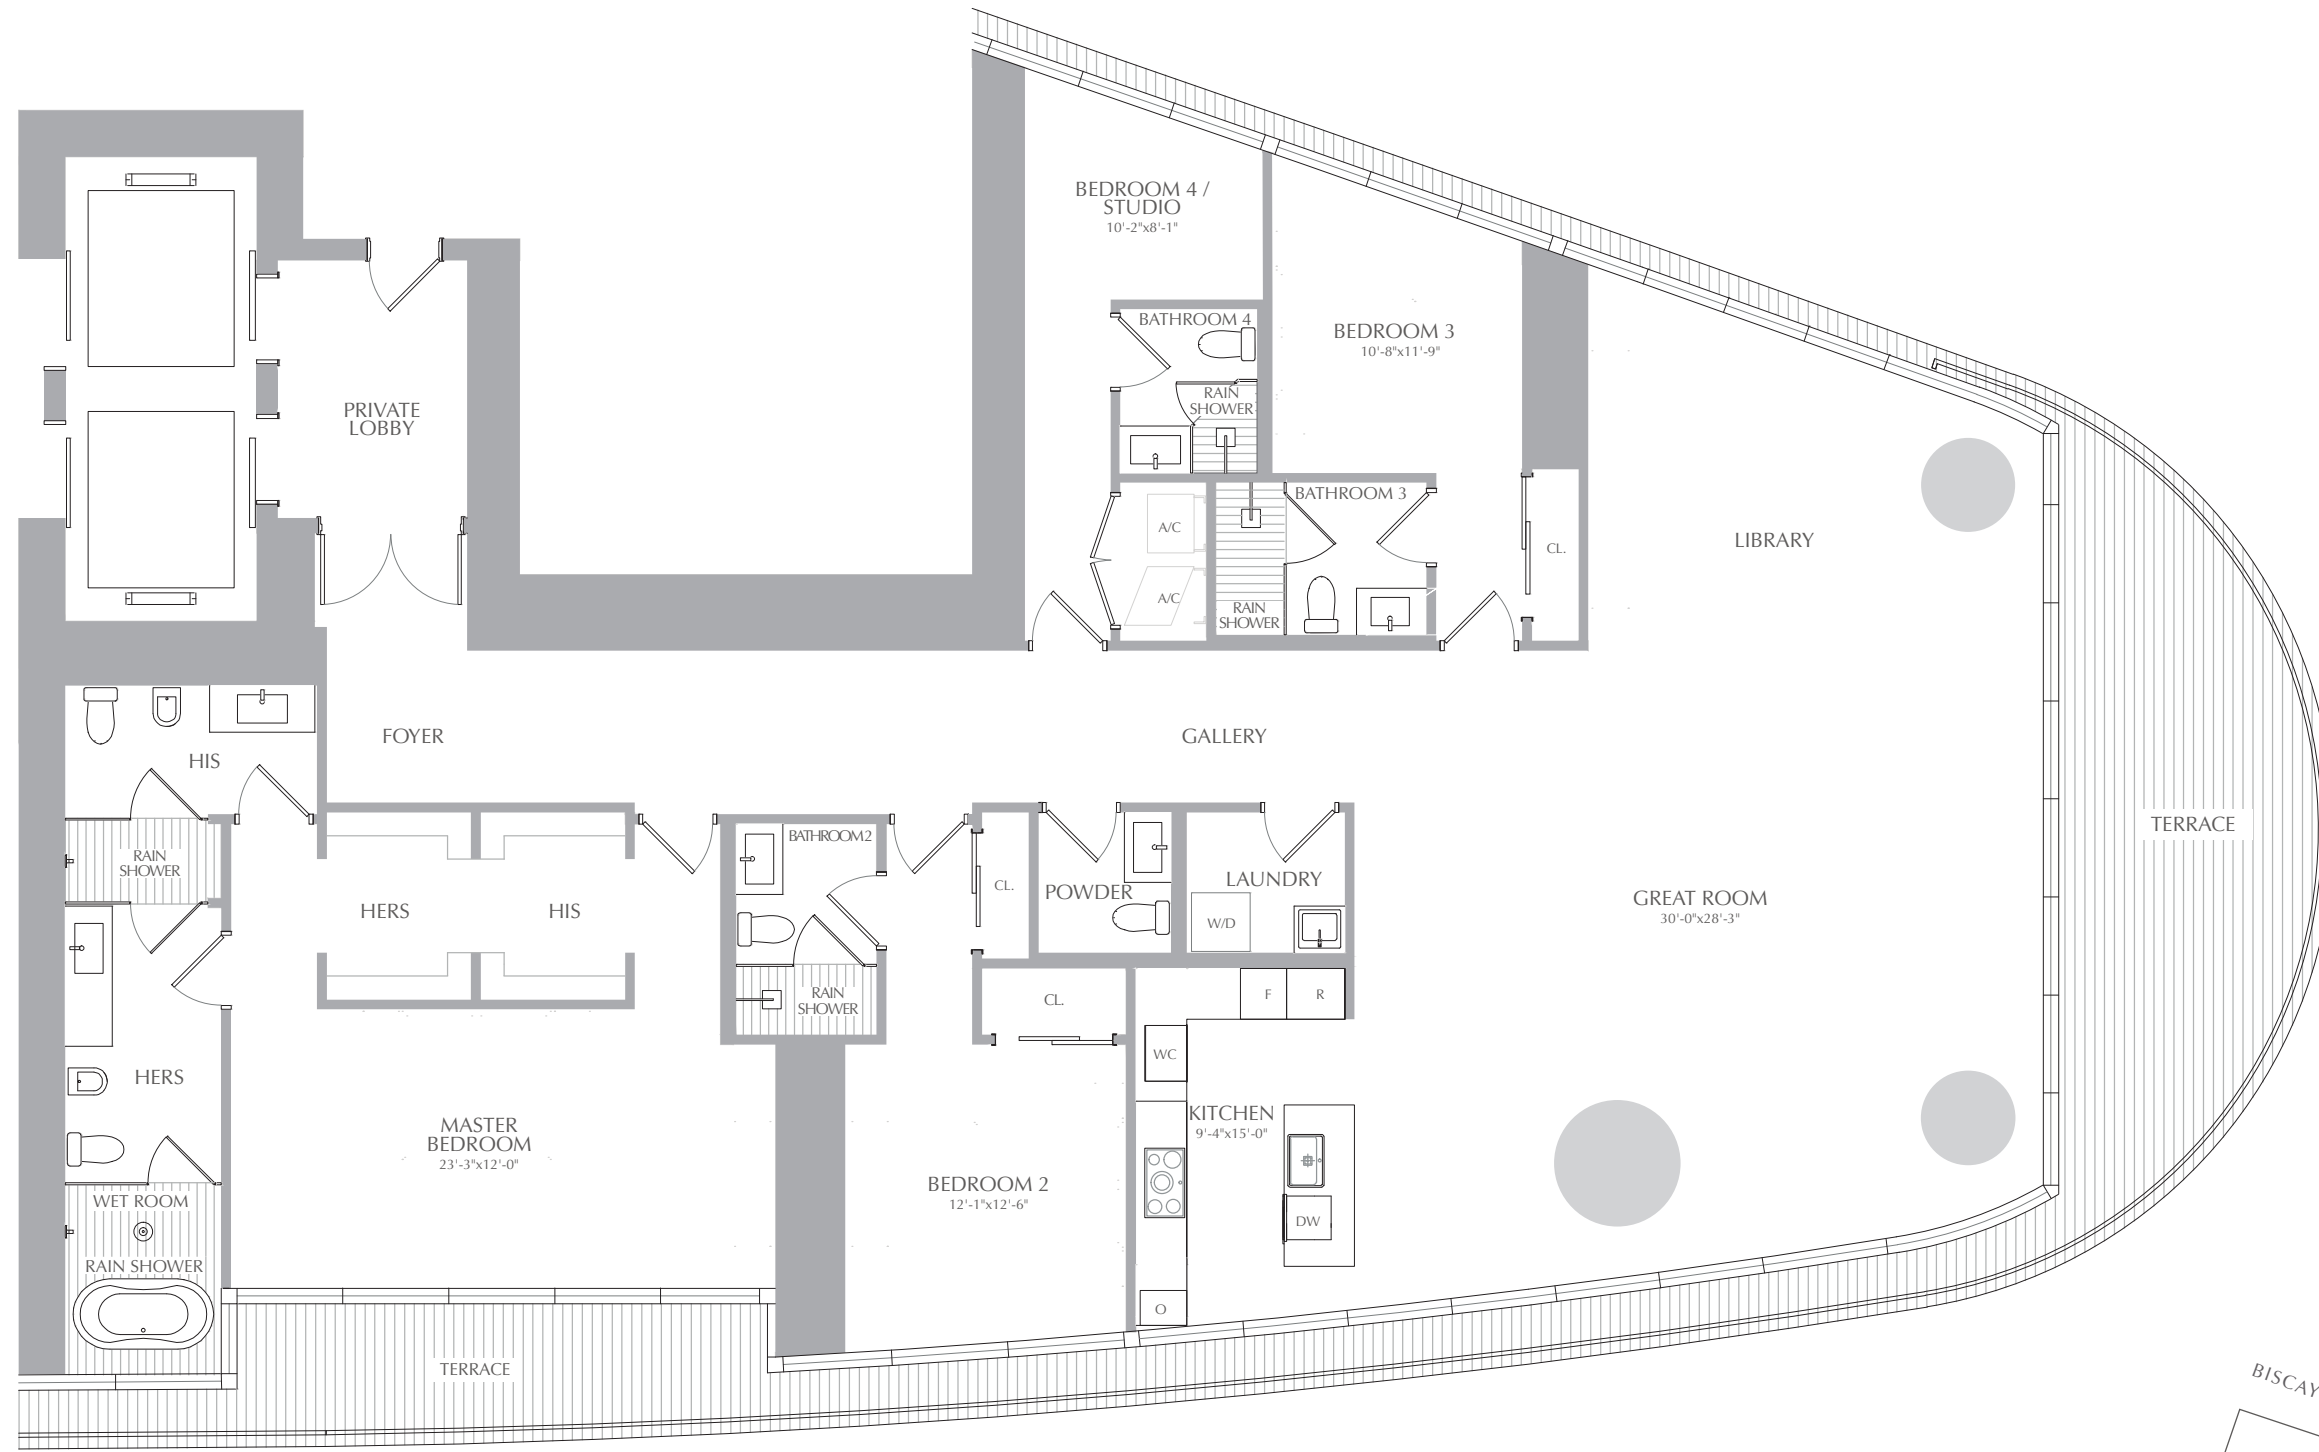 BEDROOM 4 /
STUDIO
10'-2"x8'-1"
BATHROOM 4
RAIN
SHOWER
BEDROOM 3
10'-8"x11'-9"
PRIVATE
LOBBY
A/C
A/C
BATHROOM 3
RAIN
SHOWER
CL.
LIBRARY
FOYER
GALLERY
HIS
RAIN
SHOWER
HERS
HIS
BATHROOM 2
RAIN
SHOWER
CL.
POWDER
LAUNDRY
W/D
GREAT ROOM
30'-0"x28'-3"
TERRACE
CL.
F
R
WC
HERS
MASTER
BEDROOM
23'-3"x12'-0"
KITCHEN
9'-4"x15'-0"
BEDROOM 2
12'-1"x12'-6"
DW
WET ROOM
RAIN SHOWER
O
TERRACE
BISCAY